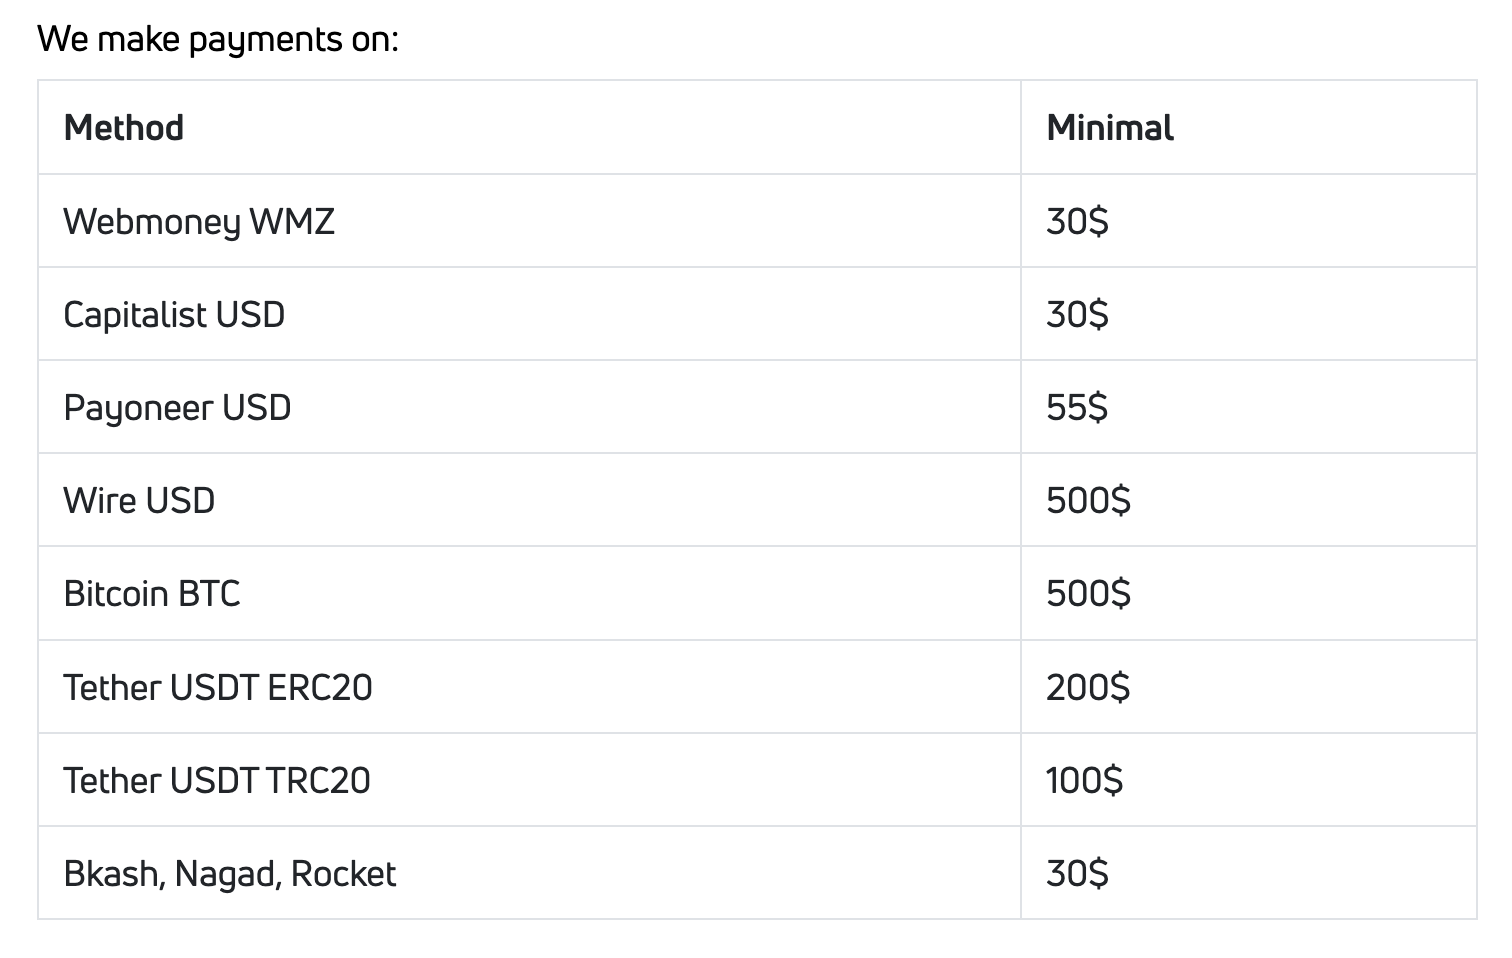 We make payments on:
Method Minimal
Webmoney WMZ 30$
Capitalist USD 30$
Payoneer USD 55$
Wire USD 500$
Bitcoin BTC 500$
Tether USDT ERC20 200$
Tether USDT TRC20 100$
Bkash, Nagad, Rocket 30$